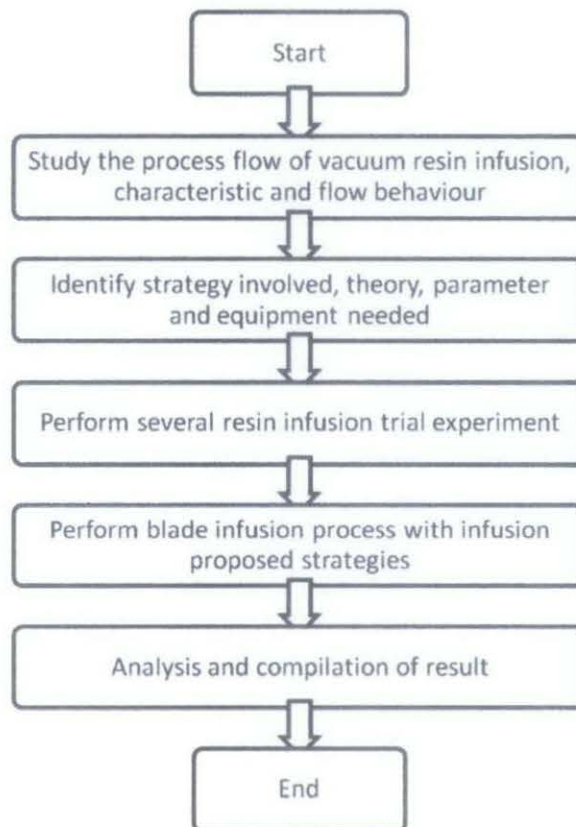 Start
Study the process flow of vacuum resin infusion,
characteristic and flow behaviour
Identify strategy involved, theory, parameter
and equipment needed
Perform several resin infusion trial experiment
Perform blade infusion process with infusion
proposed strategies
Analysis and compilation of result
End